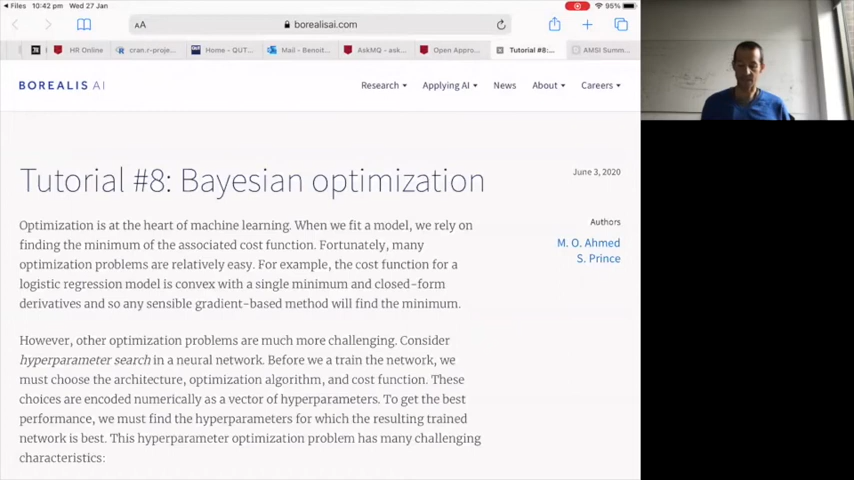 Files 10:42 pm Wed 27 Jan 95%
AA borealisai.com
HR Online cran.r-proje... Home - QUT... Mail - Benoit... AskMQ - ask... Open Appro... Tutorial #8:... AMSI Summ...
BOREALIS AI Research Applying AI News About Careers
Tutorial #8: Bayesian optimization
June 3, 2020
Optimization is at the heart of machine learning. When we fit a model, we rely on
finding the minimum of the associated cost function. Fortunately, many
optimization problems are relatively easy. For example, the cost function for a
logistic regression model is convex with a single minimum and closed-form
derivatives and so any sensible gradient-based method will find the minimum.
Authors
M. O. Ahmed
S. Prince
However, other optimization problems are much more challenging. Consider
hyperparameter search in a neural network. Before we a train the network, we
must choose the architecture, optimization algorithm, and cost function. These
choices are encoded numerically as a vector of hyperparameters. To get the best
performance, we must find the hyperparameters for which the resulting trained
network is best. This hyperparameter optimization problem has many challenging
characteristics: